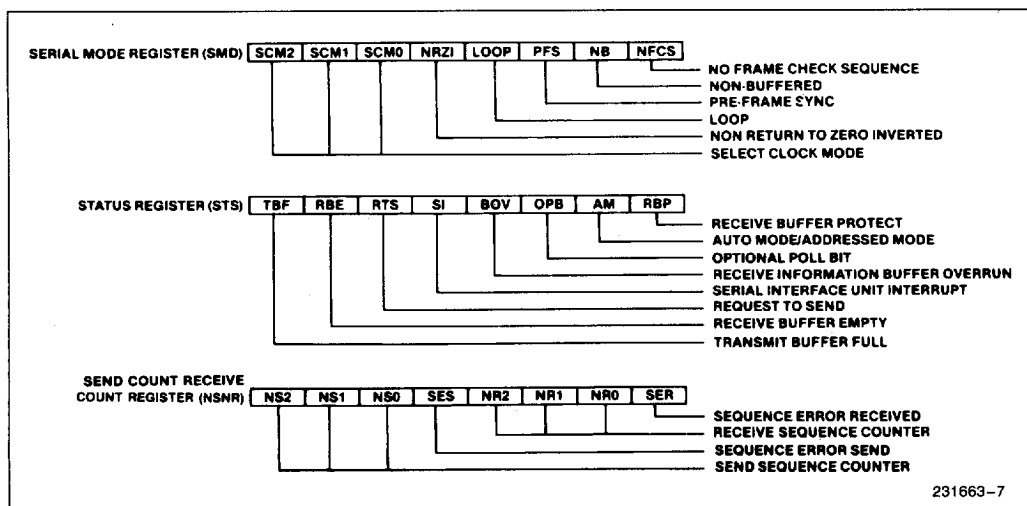 SERIAL MODE REGISTER (SMD) SCM2 SCM1 SCM0 NRZI LOOP PFS NB NFCS
NO FRAME CHECK SEQUENCE
NON-BUFFERED
PRE-FRAME SYNC
LOOP
NON RETURN TO ZERO INVERTED
SELECT CLOCK MODE
STATUS REGISTER (STS) TBF RBE RTS SI BOV OPB AM RBP
RECEIVE BUFFER PROTECT
AUTO MODE/ADDRESSED MODE
OPTIONAL POLL BIT
RECEIVE INFORMATION BUFFER OVERRUN
SERIAL INTERFACE UNIT INTERRUPT
REQUEST TO SEND
RECEIVE BUFFER EMPTY
TRANSMIT BUFFER FULL
SEND COUNT RECEIVE
COUNT REGISTER (NSNR) NS2 NS1 NS0 SES NR2 NR1 NR0 SER
SEQUENCE ERROR RECEIVED
RECEIVE SEQUENCE COUNTER
SEQUENCE ERROR SEND
SEND SEQUENCE COUNTER
231663-7